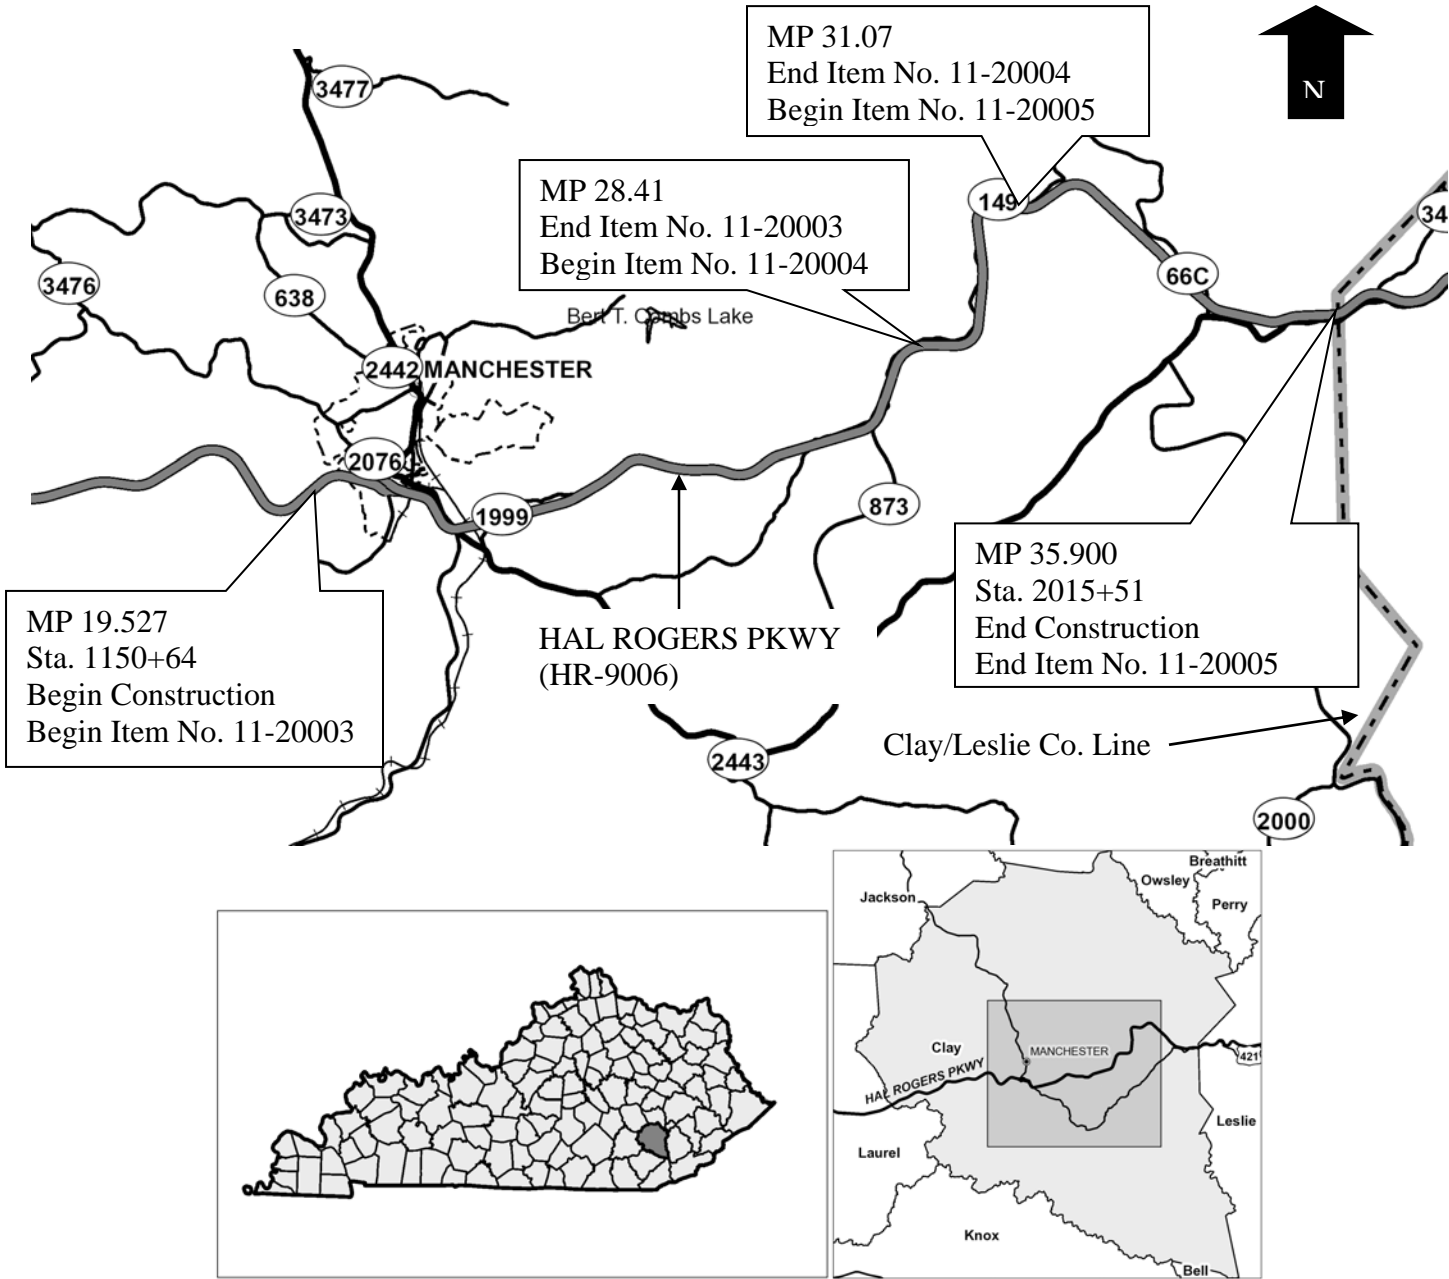 MP 31.07
End Item No. 11-20004
Begin Item No. 11-20005
N
3477
MP 28.41
End Item No. 11-20003
Begin Item No. 11-20004
149
3473
34
3476
638
66C
Bert T. Combs Lake
2442
MANCHESTER
2076
1999
873
MP 35.900
Sta. 2015+51
End Construction
End Item No. 11-20005
MP 19.527
Sta. 1150+64
Begin Construction
Begin Item No. 11-20003
HAL ROGERS PKWY
(HR-9006)
Clay/Leslie Co. Line
2443
2000
Breathitt
Owsley
Jackson
Perry
Clay
MANCHESTER
421
HAL ROGERS PKWY
Leslie
Laurel
Knox
Bell